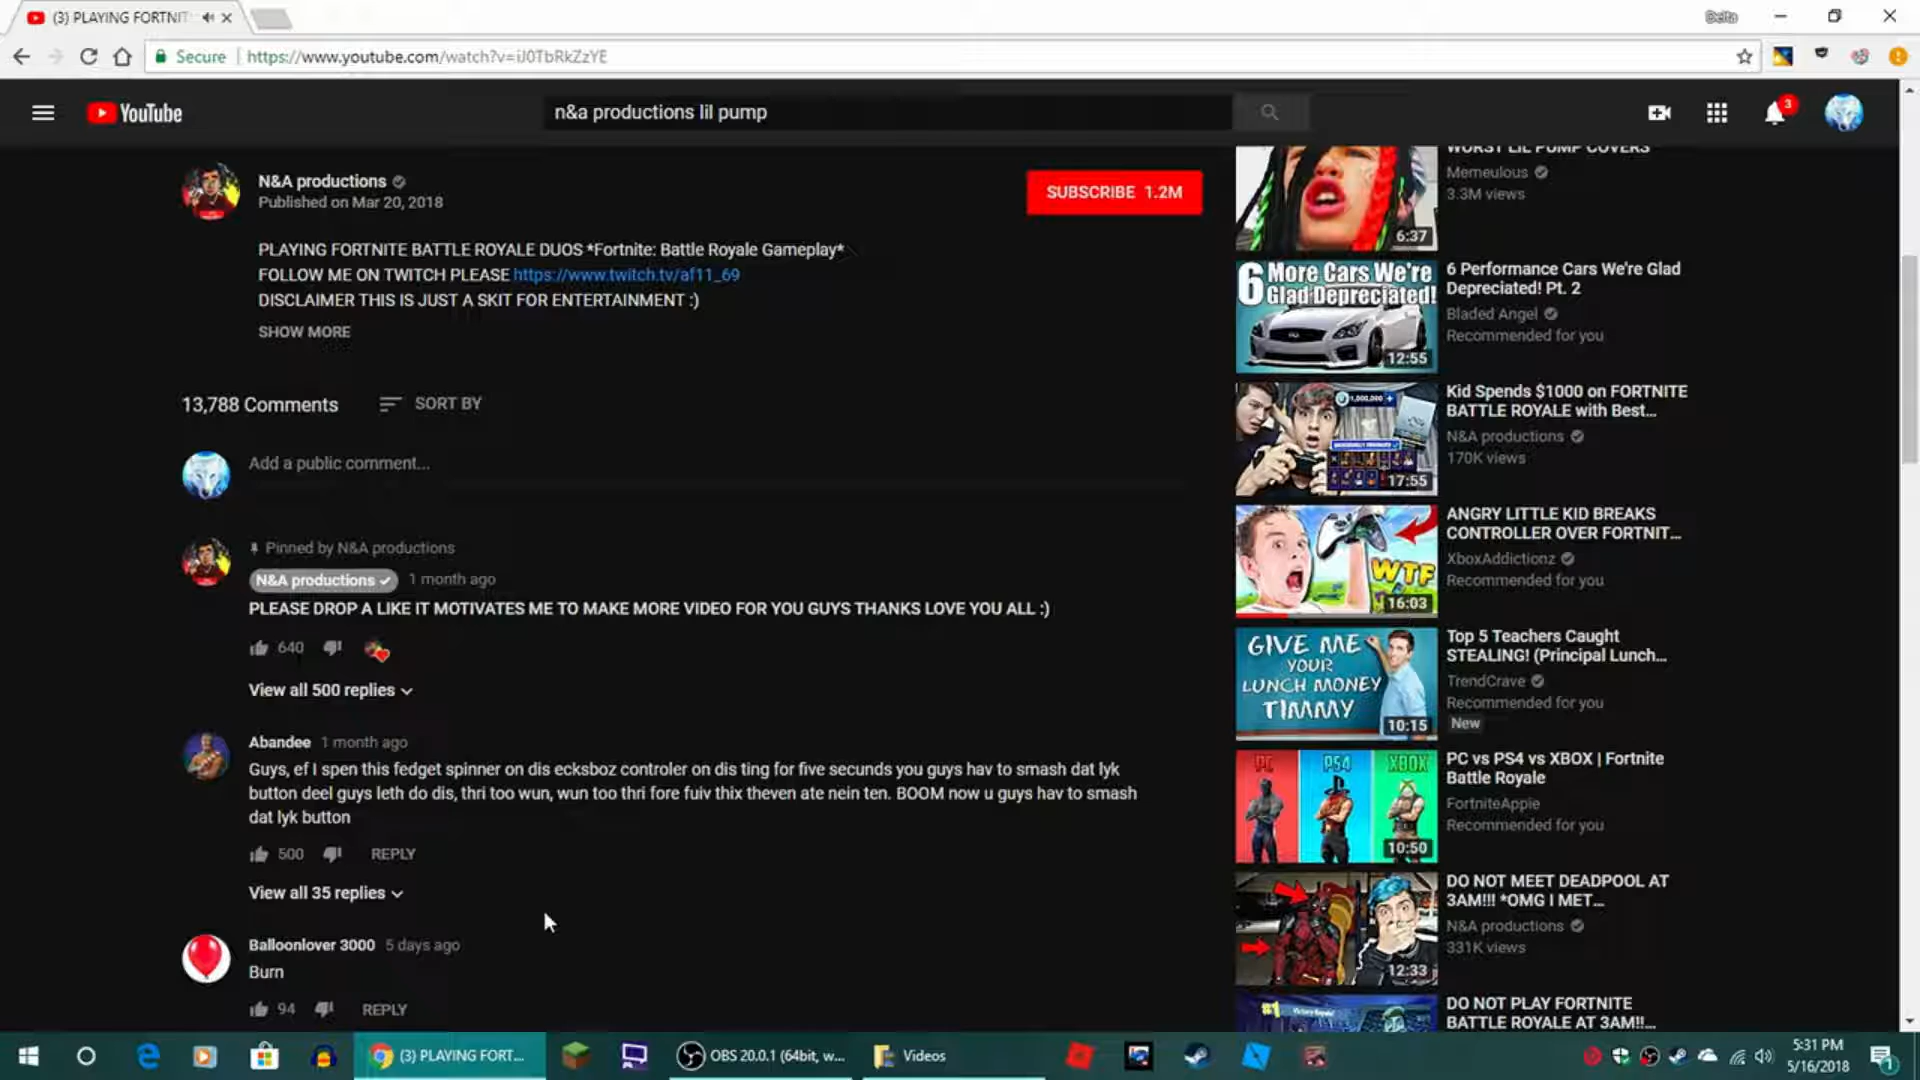 (3) PLAYING FORTNIT
Delta
Secure
https://www.youtube.com/watch?v=iJ0TbRkZzYE
YouTube
n&a productions lil pump
3
N&A productions
Published on Mar 20, 2018
SUBSCRIBE 1.2M
PLAYING FORTNITE BATTLE ROYALE DUOS *Fortnite: Battle Royale Gameplay*
FOLLOW ME ON TWITCH PLEASE https://www.twitch.tv/af11_69
DISCLAIMER THIS IS JUST A SKIT FOR ENTERTAINMENT :)
SHOW MORE
13,788 Comments
SORT BY
Add a public comment...
Pinned by N&A productions
N&A productions
1 month ago
PLEASE DROP A LIKE IT MOTIVATES ME TO MAKE MORE VIDEO FOR YOU GUYS THANKS LOVE YOU ALL :)
640
View all 500 replies
Abandee 1 month ago
Guys, ef I spen this fedget spinner on dis ecksboz controler on dis ting for five seconds you guys hav to smash dat lyk
button deel guys leth do dis, thri too wun, wun too thri fore fuiv thix theven ate nein ten. BOOM now u guys hav to smash
dat lyk button
500
REPLY
View all 35 replies
Balloonlover 3000 5 days ago
Burn
94
REPLY
WORST LIL PUMP COVERS
Memeulous
3.3M views
6:37
6 More Cars We're
Glad Depreciated!
12:55
6 Performance Cars We're Glad
Depreciated! Pt. 2
Bladed Angel
Recommended for you
1,000,000 +
17:55
Kid Spends $1000 on FORTNITE
BATTLE ROYALE with Best...
N&A productions
170K views
WTF
16:03
ANGRY LITTLE KID BREAKS
CONTROLLER OVER FORTNIT...
XboxAddictionz
Recommended for you
GIVE ME
YOUR
LUNCH MONEY
TIMMY
10:15
Top 5 Teachers Caught
STEALING! (Principal Lunch...
TrendCrave
Recommended for you
New
PC PS4 XBOX
10:50
PC vs PS4 vs XBOX | Fortnite
Battle Royale
FortniteAppie
Recommended for you
12:33
DO NOT MEET DEADPOOL AT
3AM!!! *OMG I MET...
N&A productions
331K views
#1 Victory Royale!
DO NOT PLAY FORTNITE
BATTLE ROYALE AT 3AM!!...
(3) PLAYING FORT...
OBS 20.0.1 (64bit, w...
Videos
5:31 PM
5/16/2018
1